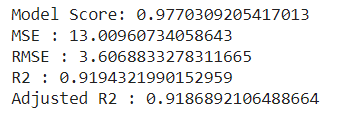 Model Score: 0.9770309205417013
MSE : 13.00960734058643
RMSE : 3.6068833278311665
R2 : 0.9194321990152959
Adjusted R2 : 0.9186892106488664